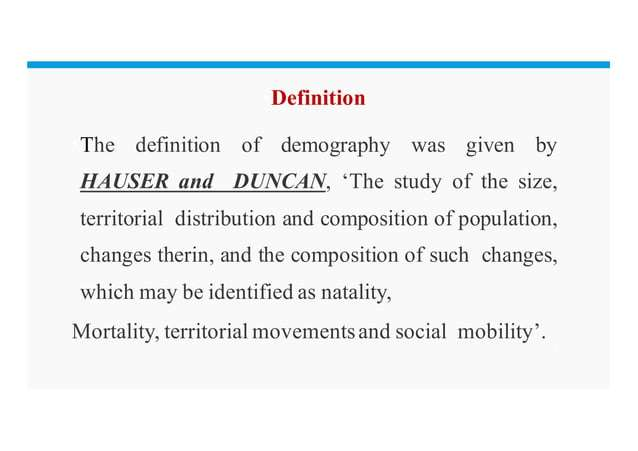 Definition
The definition of demography was given by
HAUSER and DUNCAN, ‘The study of the size,
territorial distribution and composition of population,
changes therin, and the composition of such changes,
which may be identified as natality,
Mortality, territorial movements and social mobility’.